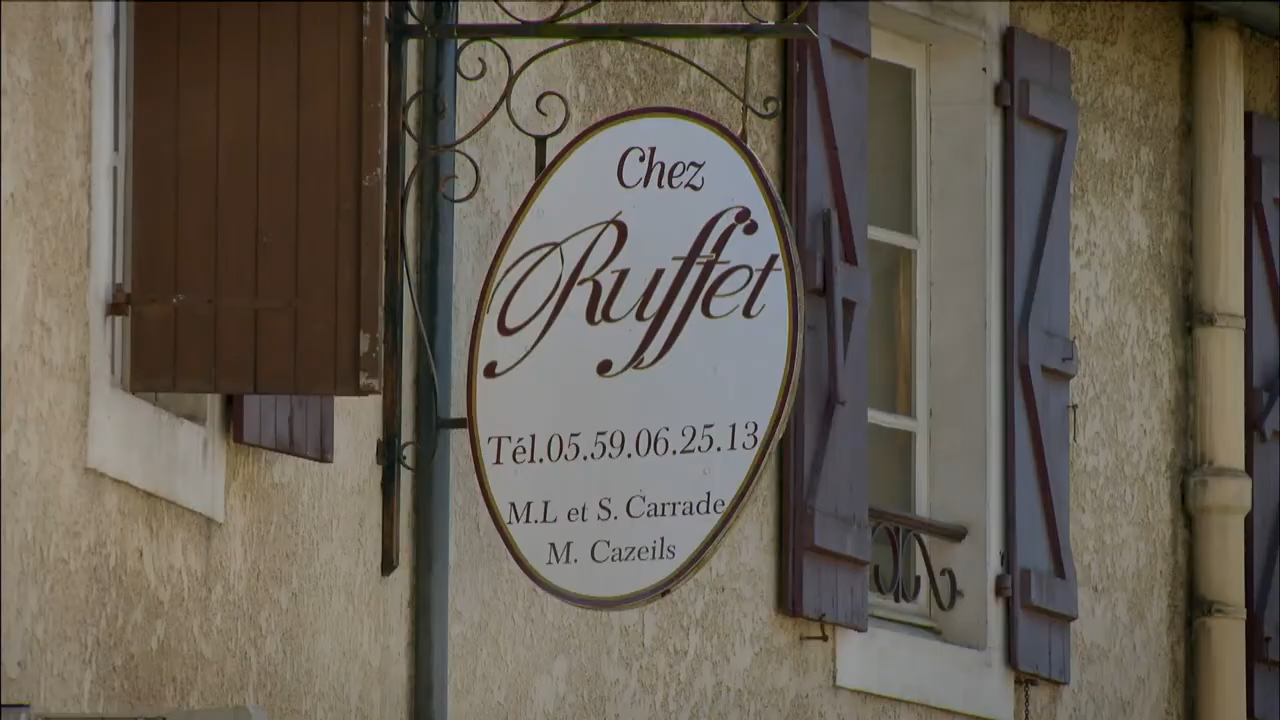 Chez
Ruffet
Tél.05.59.06.25.13
M.L et S. Carrade
M. Cazeils